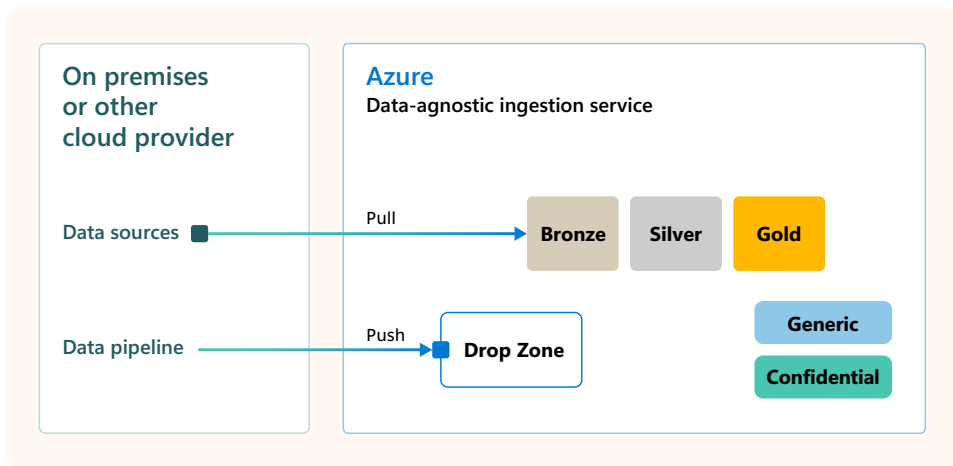 On premises
or other
cloud provider
Azure
Data-agnostic ingestion service
Data sources
Pull
Bronze
Silver
Gold
Data pipeline
Push
Drop Zone
Generic
Confidential